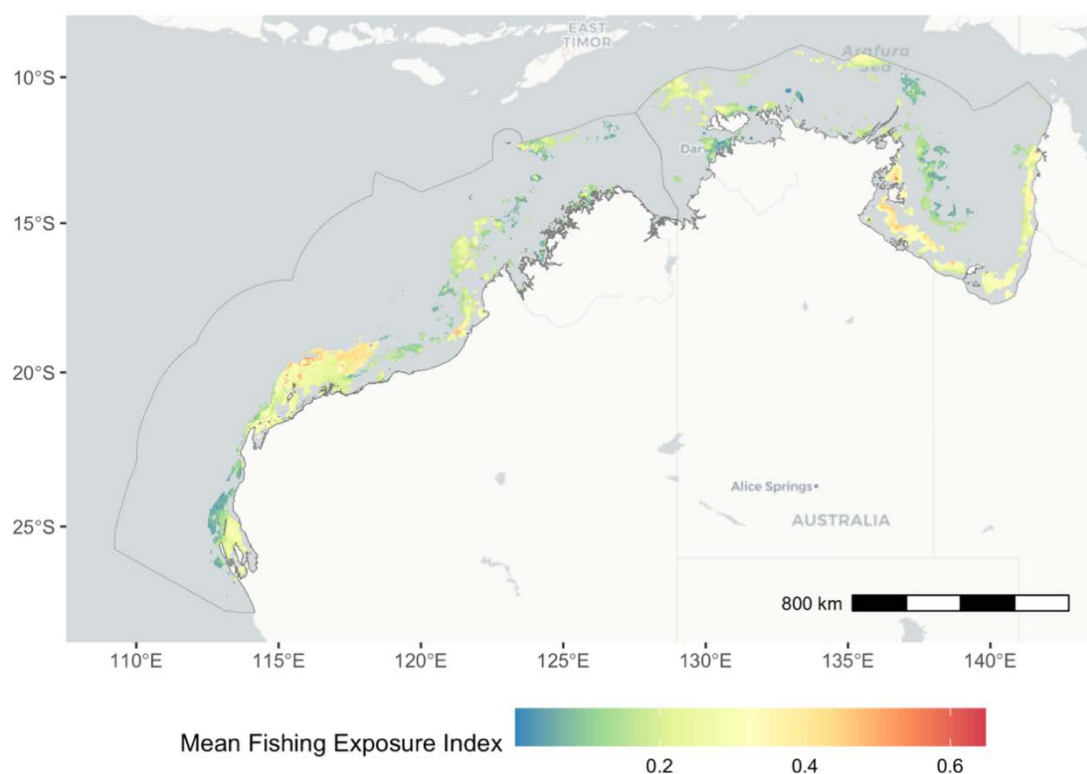 EAST
TIMOR
Arafura
Sea
10°S
Dar
15°S
20°S
Alice Springs
AUSTRALIA
25°S
800 km
110°E 115°E 120°E 125°E 130°E 135°E 140°E
Mean Fishing Exposure Index
0.2 0.4 0.6